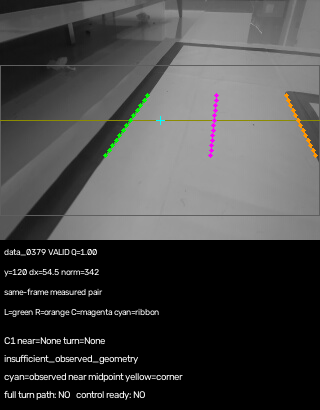 data_0379 VALID Q=1.00
y=120 dx=54.5 norm=342
same-frame measured pair
L=green R=orange C=magenta cyan=ribbon
C1 near=None turn=None
insufficient_observed_geometry
cyan=observed near midpoint yellow=corner
full turn path: NO control ready: NO